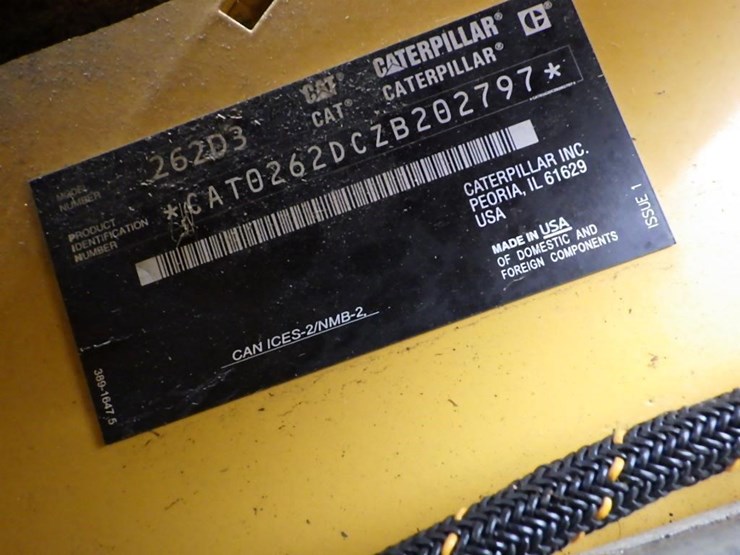 CAT® CATERPILLAR®
CAT® CATERPILLAR®
MODEL
NUMBER
262D3
PRODUCT
IDENTIFICATION
NUMBER
*CAT0262DCZB202797*
CATERPILLAR INC.
PEORIA, IL 61629
USA
MADE IN USA
OF DOMESTIC AND
FOREIGN COMPONENTS
ISSUE 1
CAN ICES-2/NMB-2
389-1647 5